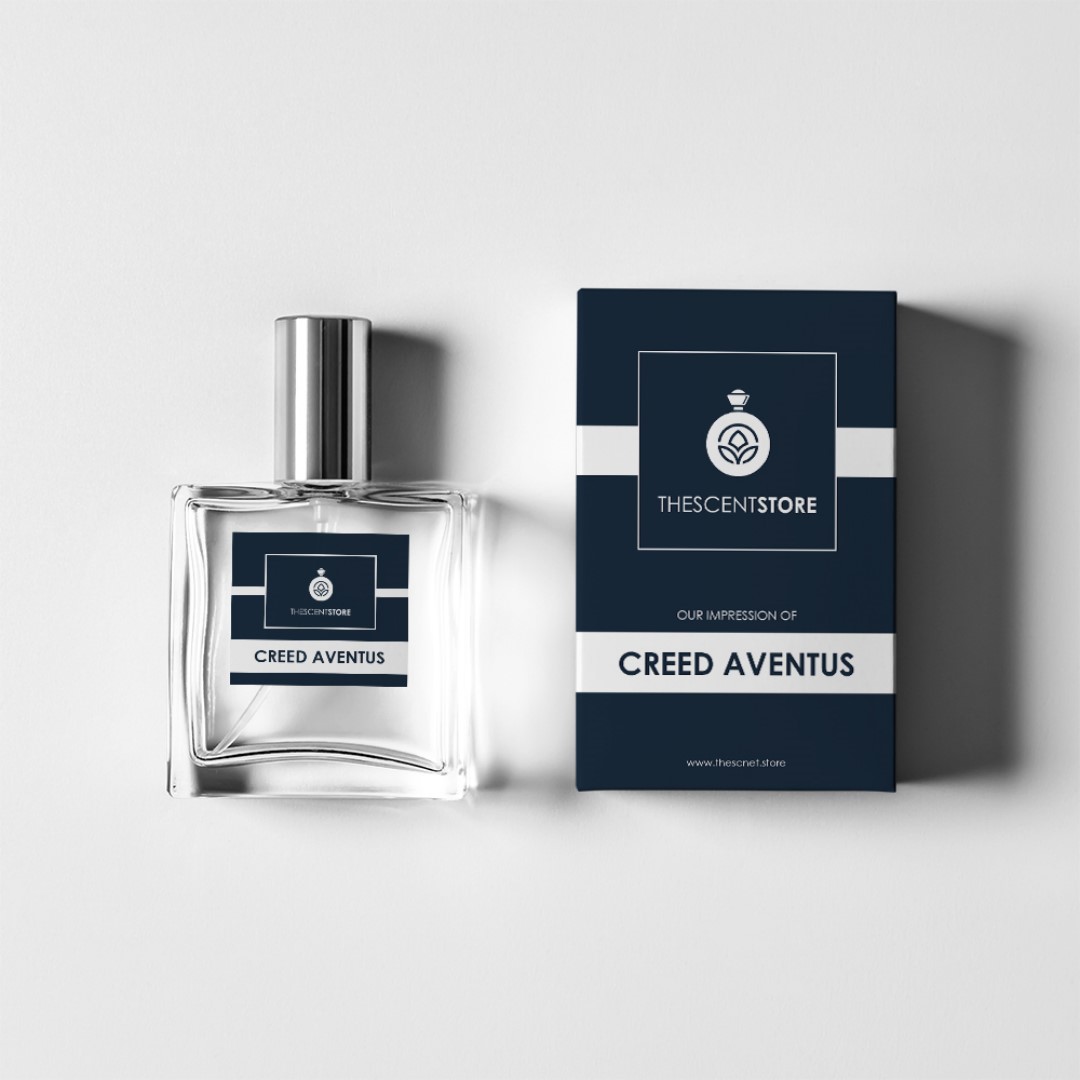 THESCENTSTORE
CREED AVENTUS
THESCENTSTORE
OUR IMPRESSION OF
CREED AVENTUS
www.thescnet.store